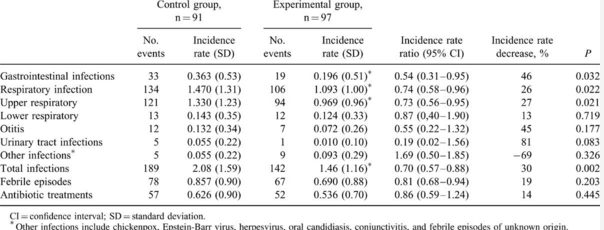 Control group, n = 91 Experimental group, n = 97
No. events Incidence rate (SD) No. events Incidence rate (SD) Incidence rate ratio (95% CI) Incidence rate decrease, % P
Gastrointestinal infections 33 0.363 (0.53) 19 0.196 (0.51)* 0.54 (0.31–0.95) 46 0.032
Respiratory infection 134 1.470 (1.31) 106 1.093 (1.00)* 0.74 (0.58–0.96) 26 0.022
Upper respiratory 121 1.330 (1.23) 94 0.969 (0.96)* 0.73 (0.56–0.95) 27 0.021
Lower respiratory 13 0.143 (0.35) 12 0.124 (0.33) 0.87 (0,40–1.90) 13 0.719
Otitis 12 0.132 (0.34) 7 0.072 (0.26) 0.55 (0.22–1.32) 45 0.177
Urinary tract infections 5 0.055 (0.22) 1 0.010 (0.10) 0.19 (0.02–1.56) 81 0.083
Other infections* 5 0.055 (0.22) 9 0.093 (0.29) 1.69 (0.50–1.85) −69 0.326
Total infections 189 2.08 (1.59) 142 1.46 (1.16)* 0.70 (0.57–0.88) 30 0.002
Febrile episodes 78 0.857 (0.90) 67 0.690 (0.88) 0.81 (0.68–0.94) 19 0.203
Antibiotic treatments 57 0.626 (0.90) 52 0.536 (0.70) 0.86 (0.59–1.24) 14 0.445
CI = confidence interval; SD = standard deviation.
* Other infections include chickenpox, Epstein-Barr virus, herpesvirus, oral candidiasis, conjunctivitis, and febrile episodes of unknown origin.